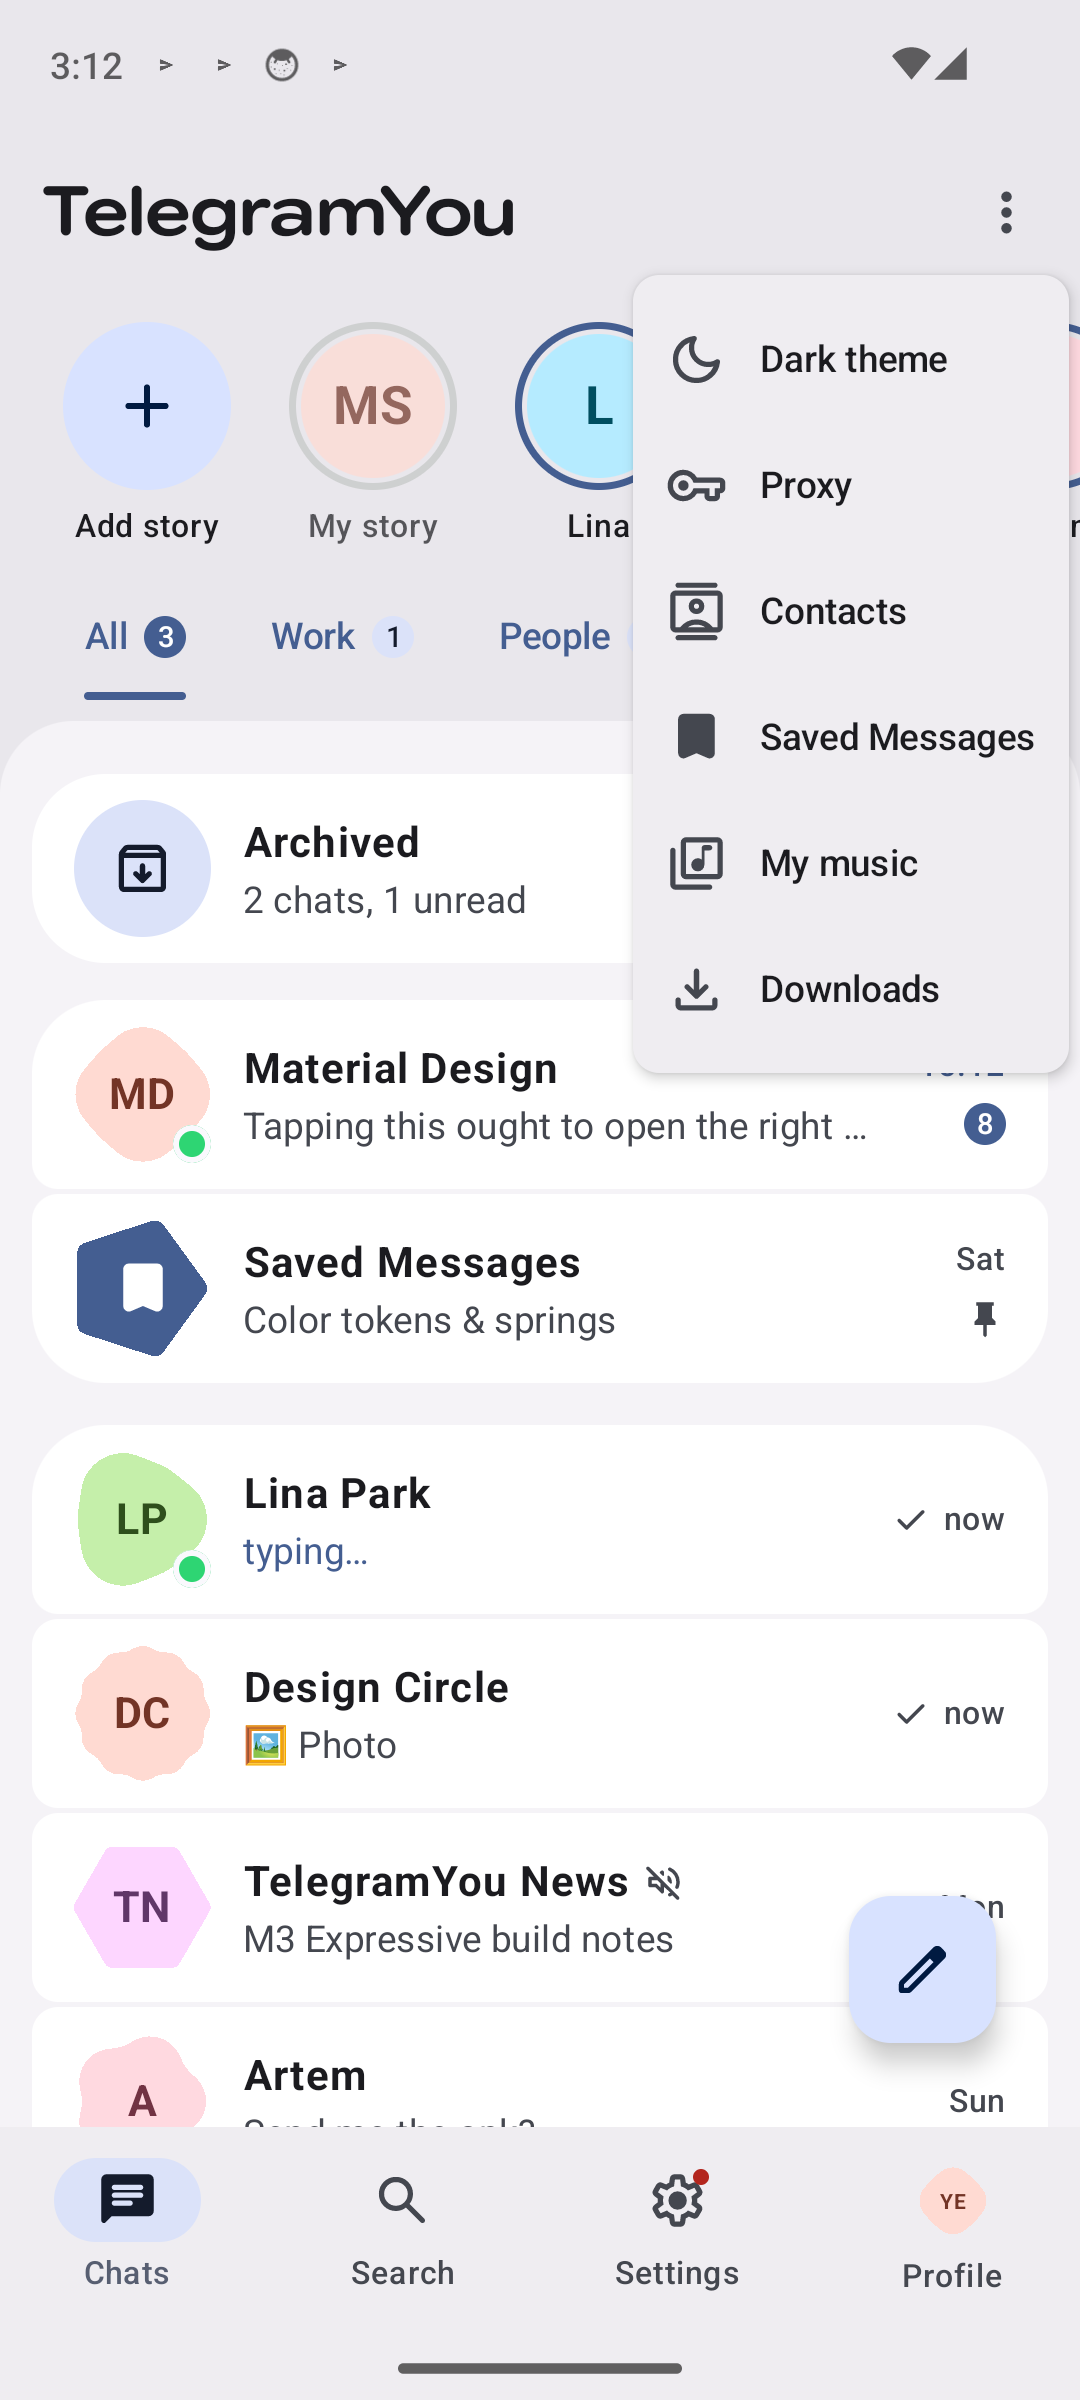 3:12
TelegramYou
MS
L
Add story
My story
Lina
All 3
Work 1
People
Dark theme
Proxy
Contacts
Saved Messages
My music
Downloads
Archived
2 chats, 1 unread
MD
Material Design
Tapping this ought to open the right …
8
Saved Messages
Sat
Color tokens & springs
LP
Lina Park
now
typing…
DC
Design Circle
now
🖼️ Photo
TN
TelegramYou News
M3 Expressive build notes
A
Artem
Sun
Chats
Search
Settings
YE
Profile